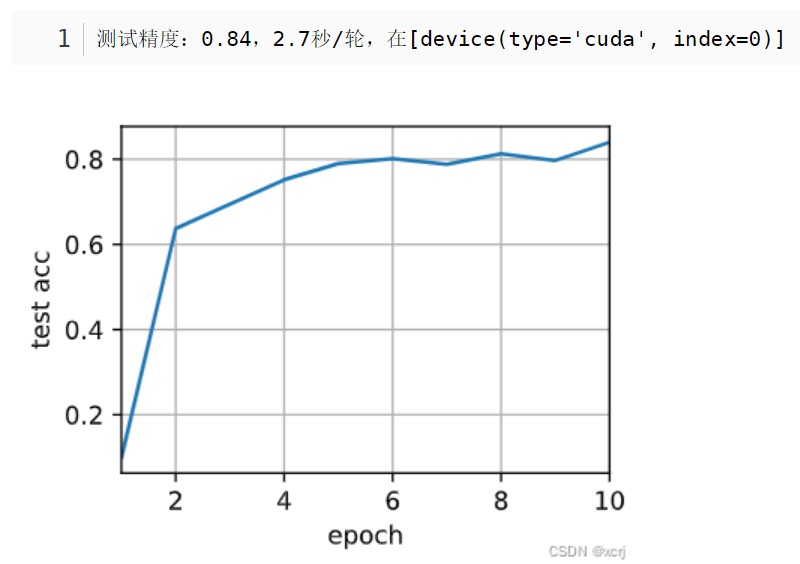 1 测试精度：0.84，2.7秒/轮，在[device(type='cuda', index=0)]
0.8
0.6
0.4
0.2
test acc
2 4 6 8 10
epoch
CSDN @xcrj